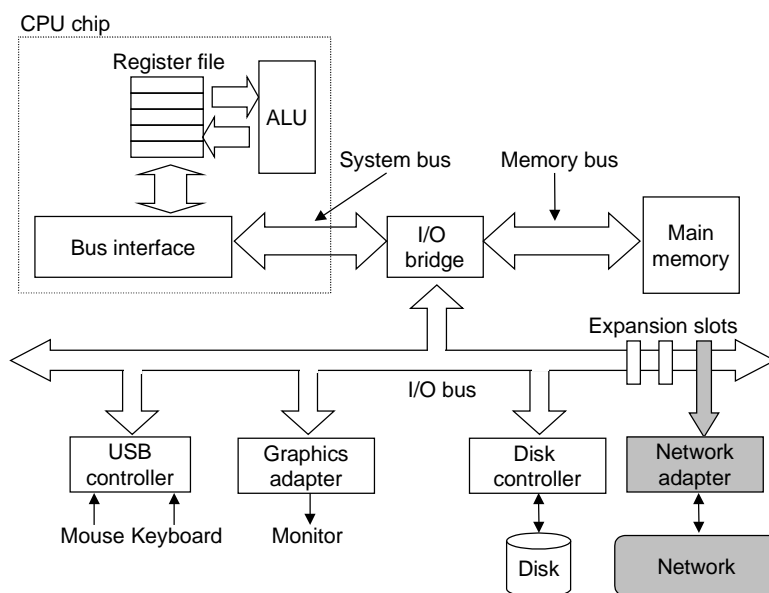 CPU chip
Register file
ALU
System bus
Memory bus
Bus interface
I/O
bridge
Main
memory
Expansion slots
I/O bus
USB
controller
Graphics
adapter
Disk
controller
Network
adapter
Mouse Keyboard
Monitor
Disk
Network